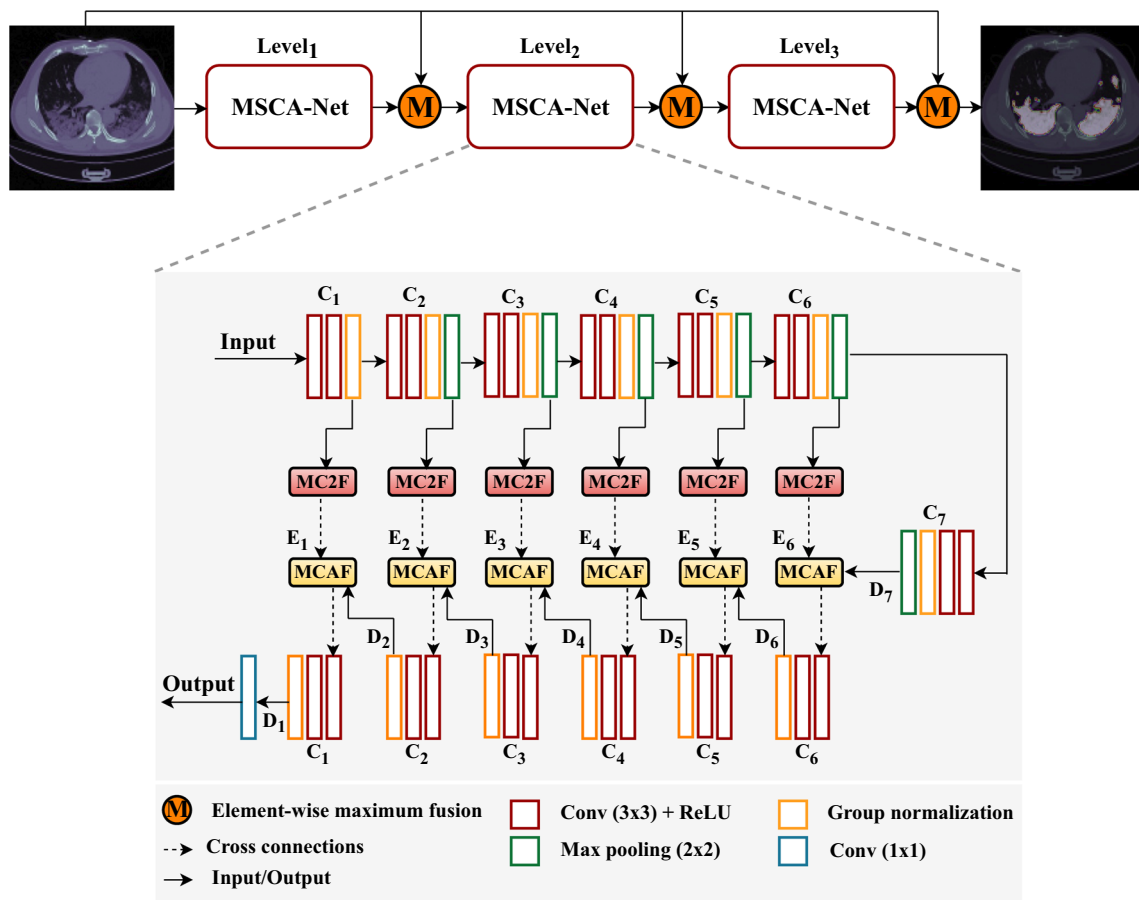 Level1 Level2 Level3
MSCA-Net M MSCA-Net M MSCA-Net M
C1 C2 C3 C4 C5 C6
Input
MC2F MC2F MC2F MC2F MC2F MC2F
C7
E1 E2 E3 E4 E5 E6
MCAF MCAF MCAF MCAF MCAF MCAF
D7
D2 D3 D4 D5 D6
Output
D1
C1 C2 C3 C4 C5 C6
M Element-wise maximum fusion
Cross connections
Input/Output
Conv (3x3) + ReLU
Max pooling (2x2)
Group normalization
Conv (1x1)